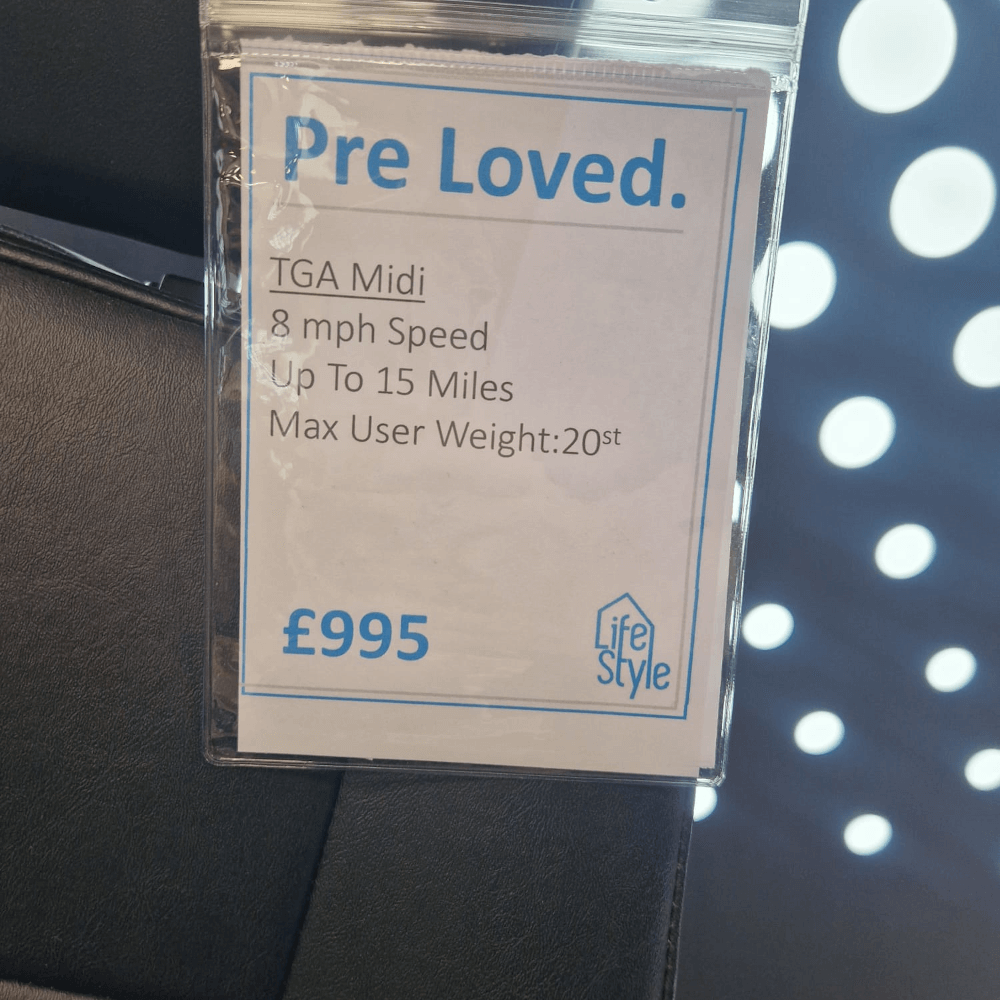 Pre Loved.
TGA Midi
8 mph Speed
Up To 15 Miles
Max User Weight:20st
£995
Life
Style